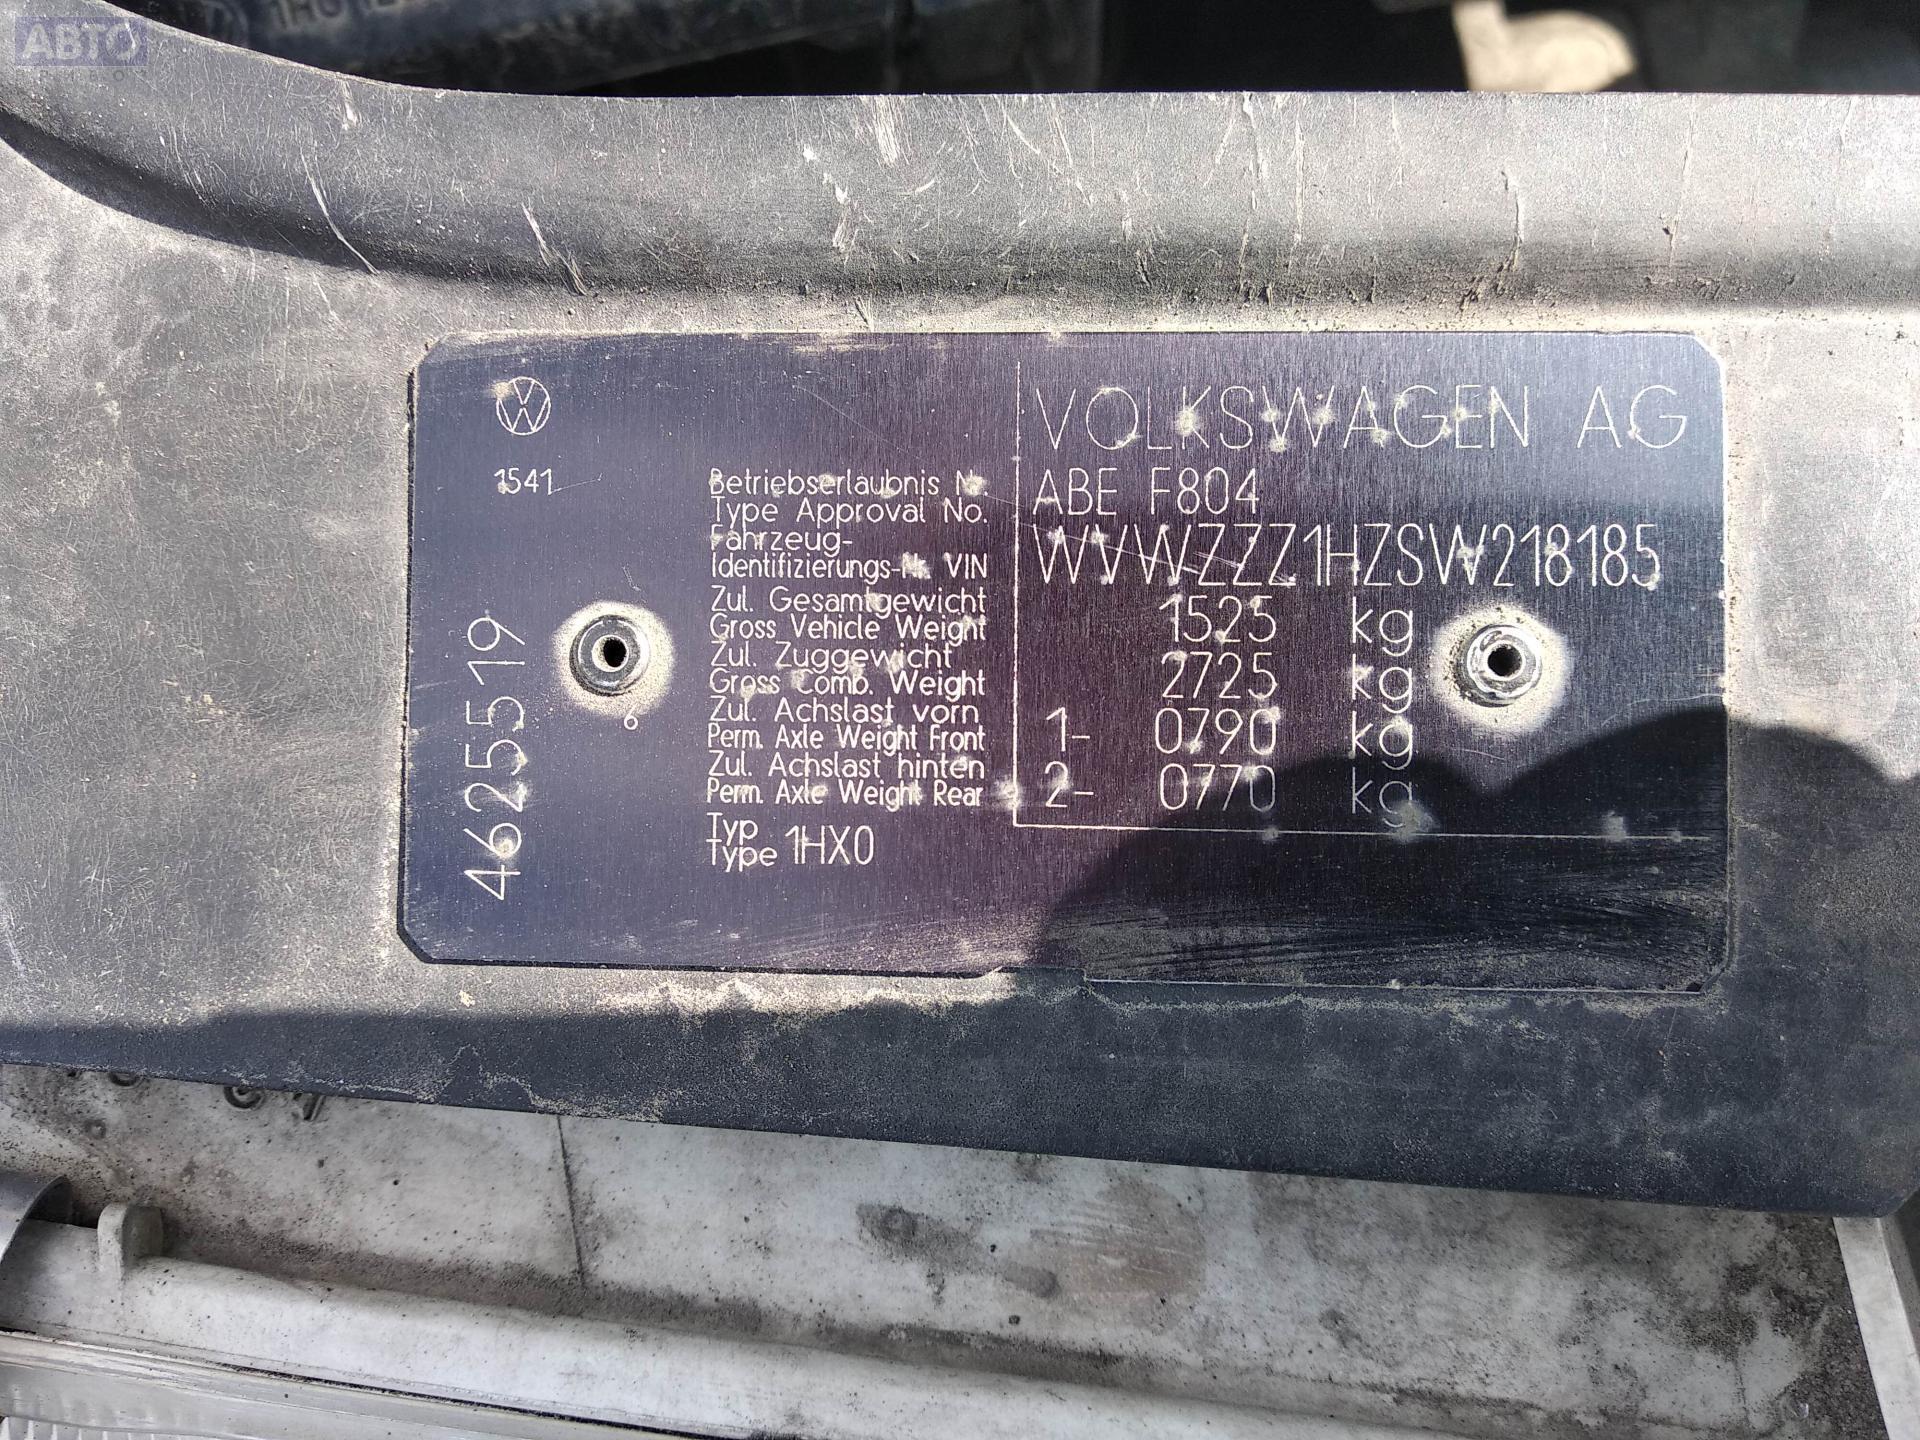 АВТО
VOLKSWAGEN AG
1541
Betriebserlaubnis Nr.
Type Approval No.
ABE F804
Fahrzeug-
Identifizierungs-Nr. VIN
WVWZZZ1HZSW218185
Zul. Gesamtgewicht
Gross Vehicle Weight
1525 kg
Zul. Zuggewicht
Gross Comb. Weight
2725 kg
Zul. Achslast vorn
Perm. Axle Weight Front
1- 0790 kg
Zul. Achslast hinten
Perm. Axle Weight Rear
2- 0770 kg
Typ
Type 1HX0
4625519
6